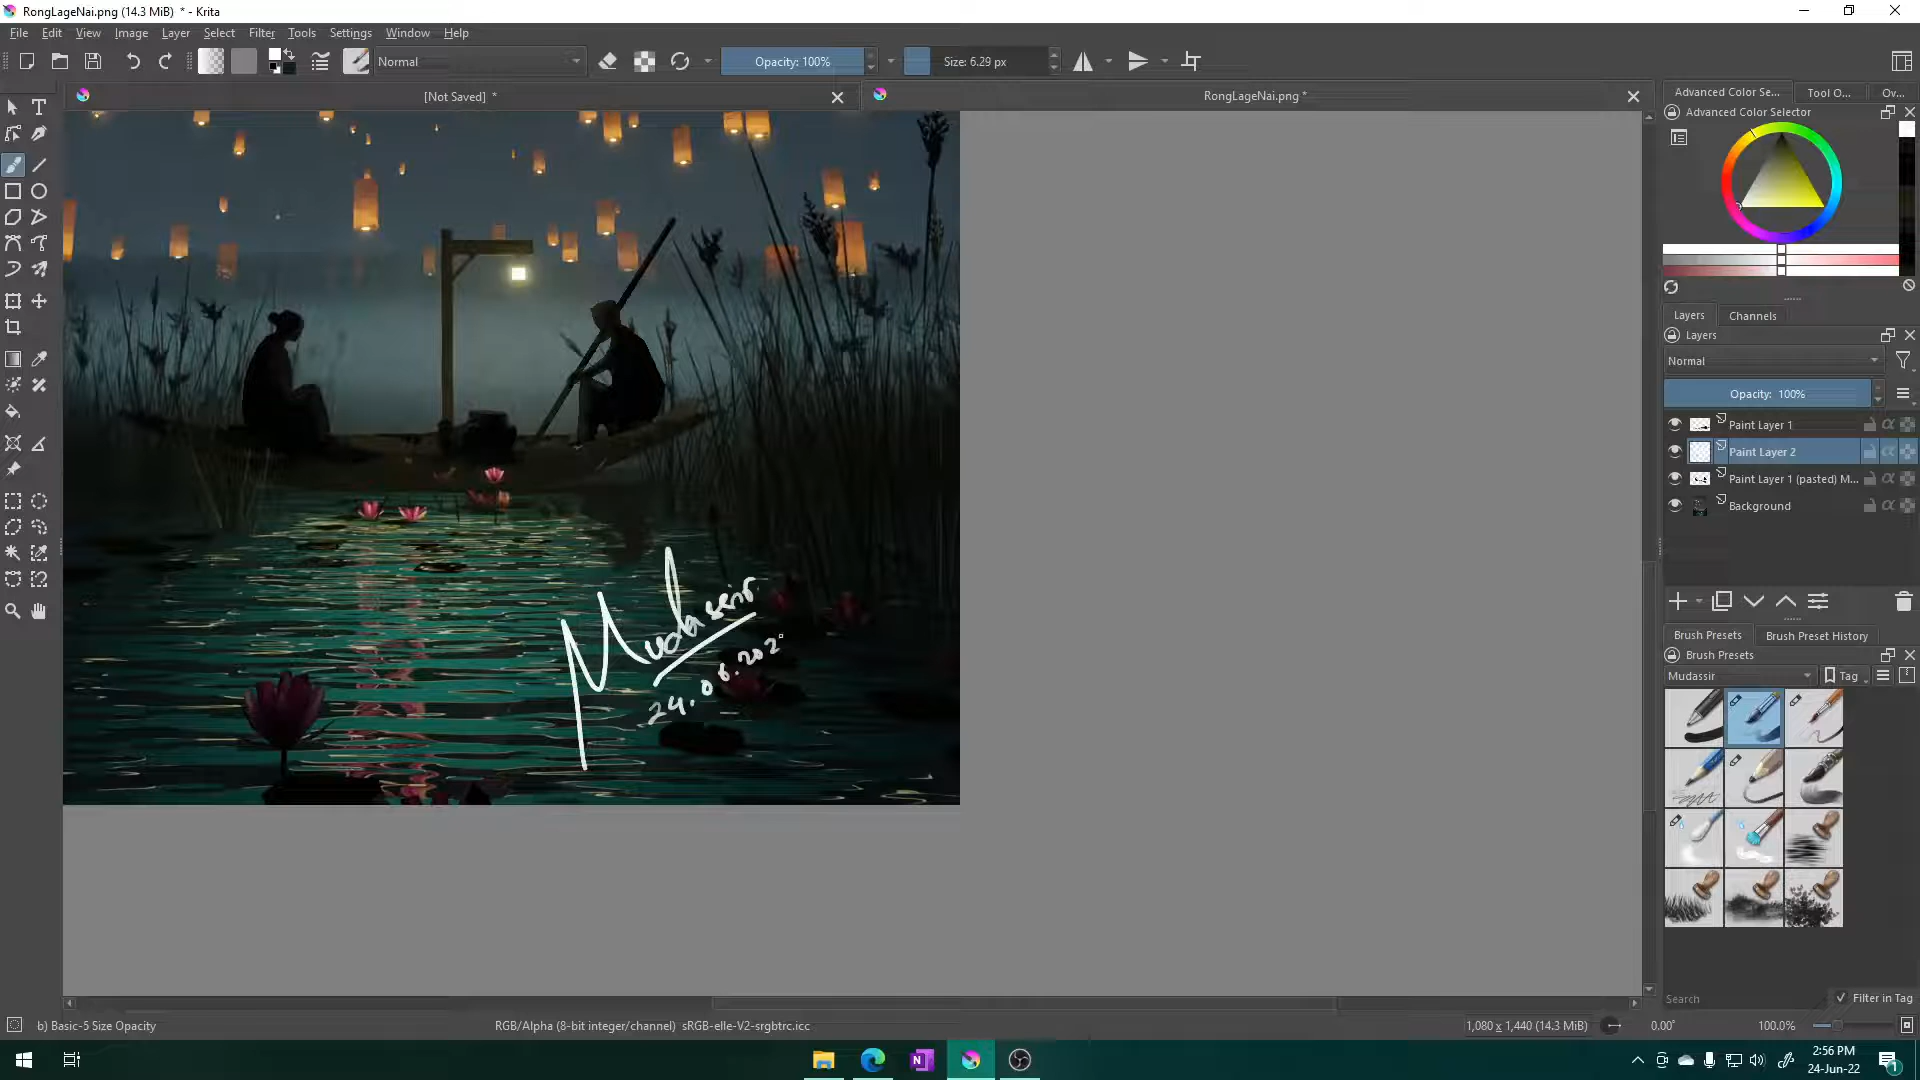 RongLageNai.png (14.3 MiB) * - Krita
File Edit View Image Layer Select Filter Tools Settings Window Help
Normal Opacity: 100% Size: 6.29 px
[Not Saved] * RongLageNai.png *
Advanced Color Se... Tool O... Ov...
Advanced Color Selector
Layers Channels
Layers
Normal
Opacity: 100%
Paint Layer 1
Paint Layer 2
Paint Layer 1 (pasted) M...
Background
Mudassir
24.06.202
Brush Presets Brush Preset History
Brush Presets
Mudassir Tag
Search Filter in Tag
b) Basic-5 Size Opacity RGB/Alpha (8-bit integer/channel) sRGB-elle-V2-srgbtrc.icc 1,080 x 1,440 (14.3 MiB) 0.00° 100.0%
N 2:56 PM
24-Jun-22 1